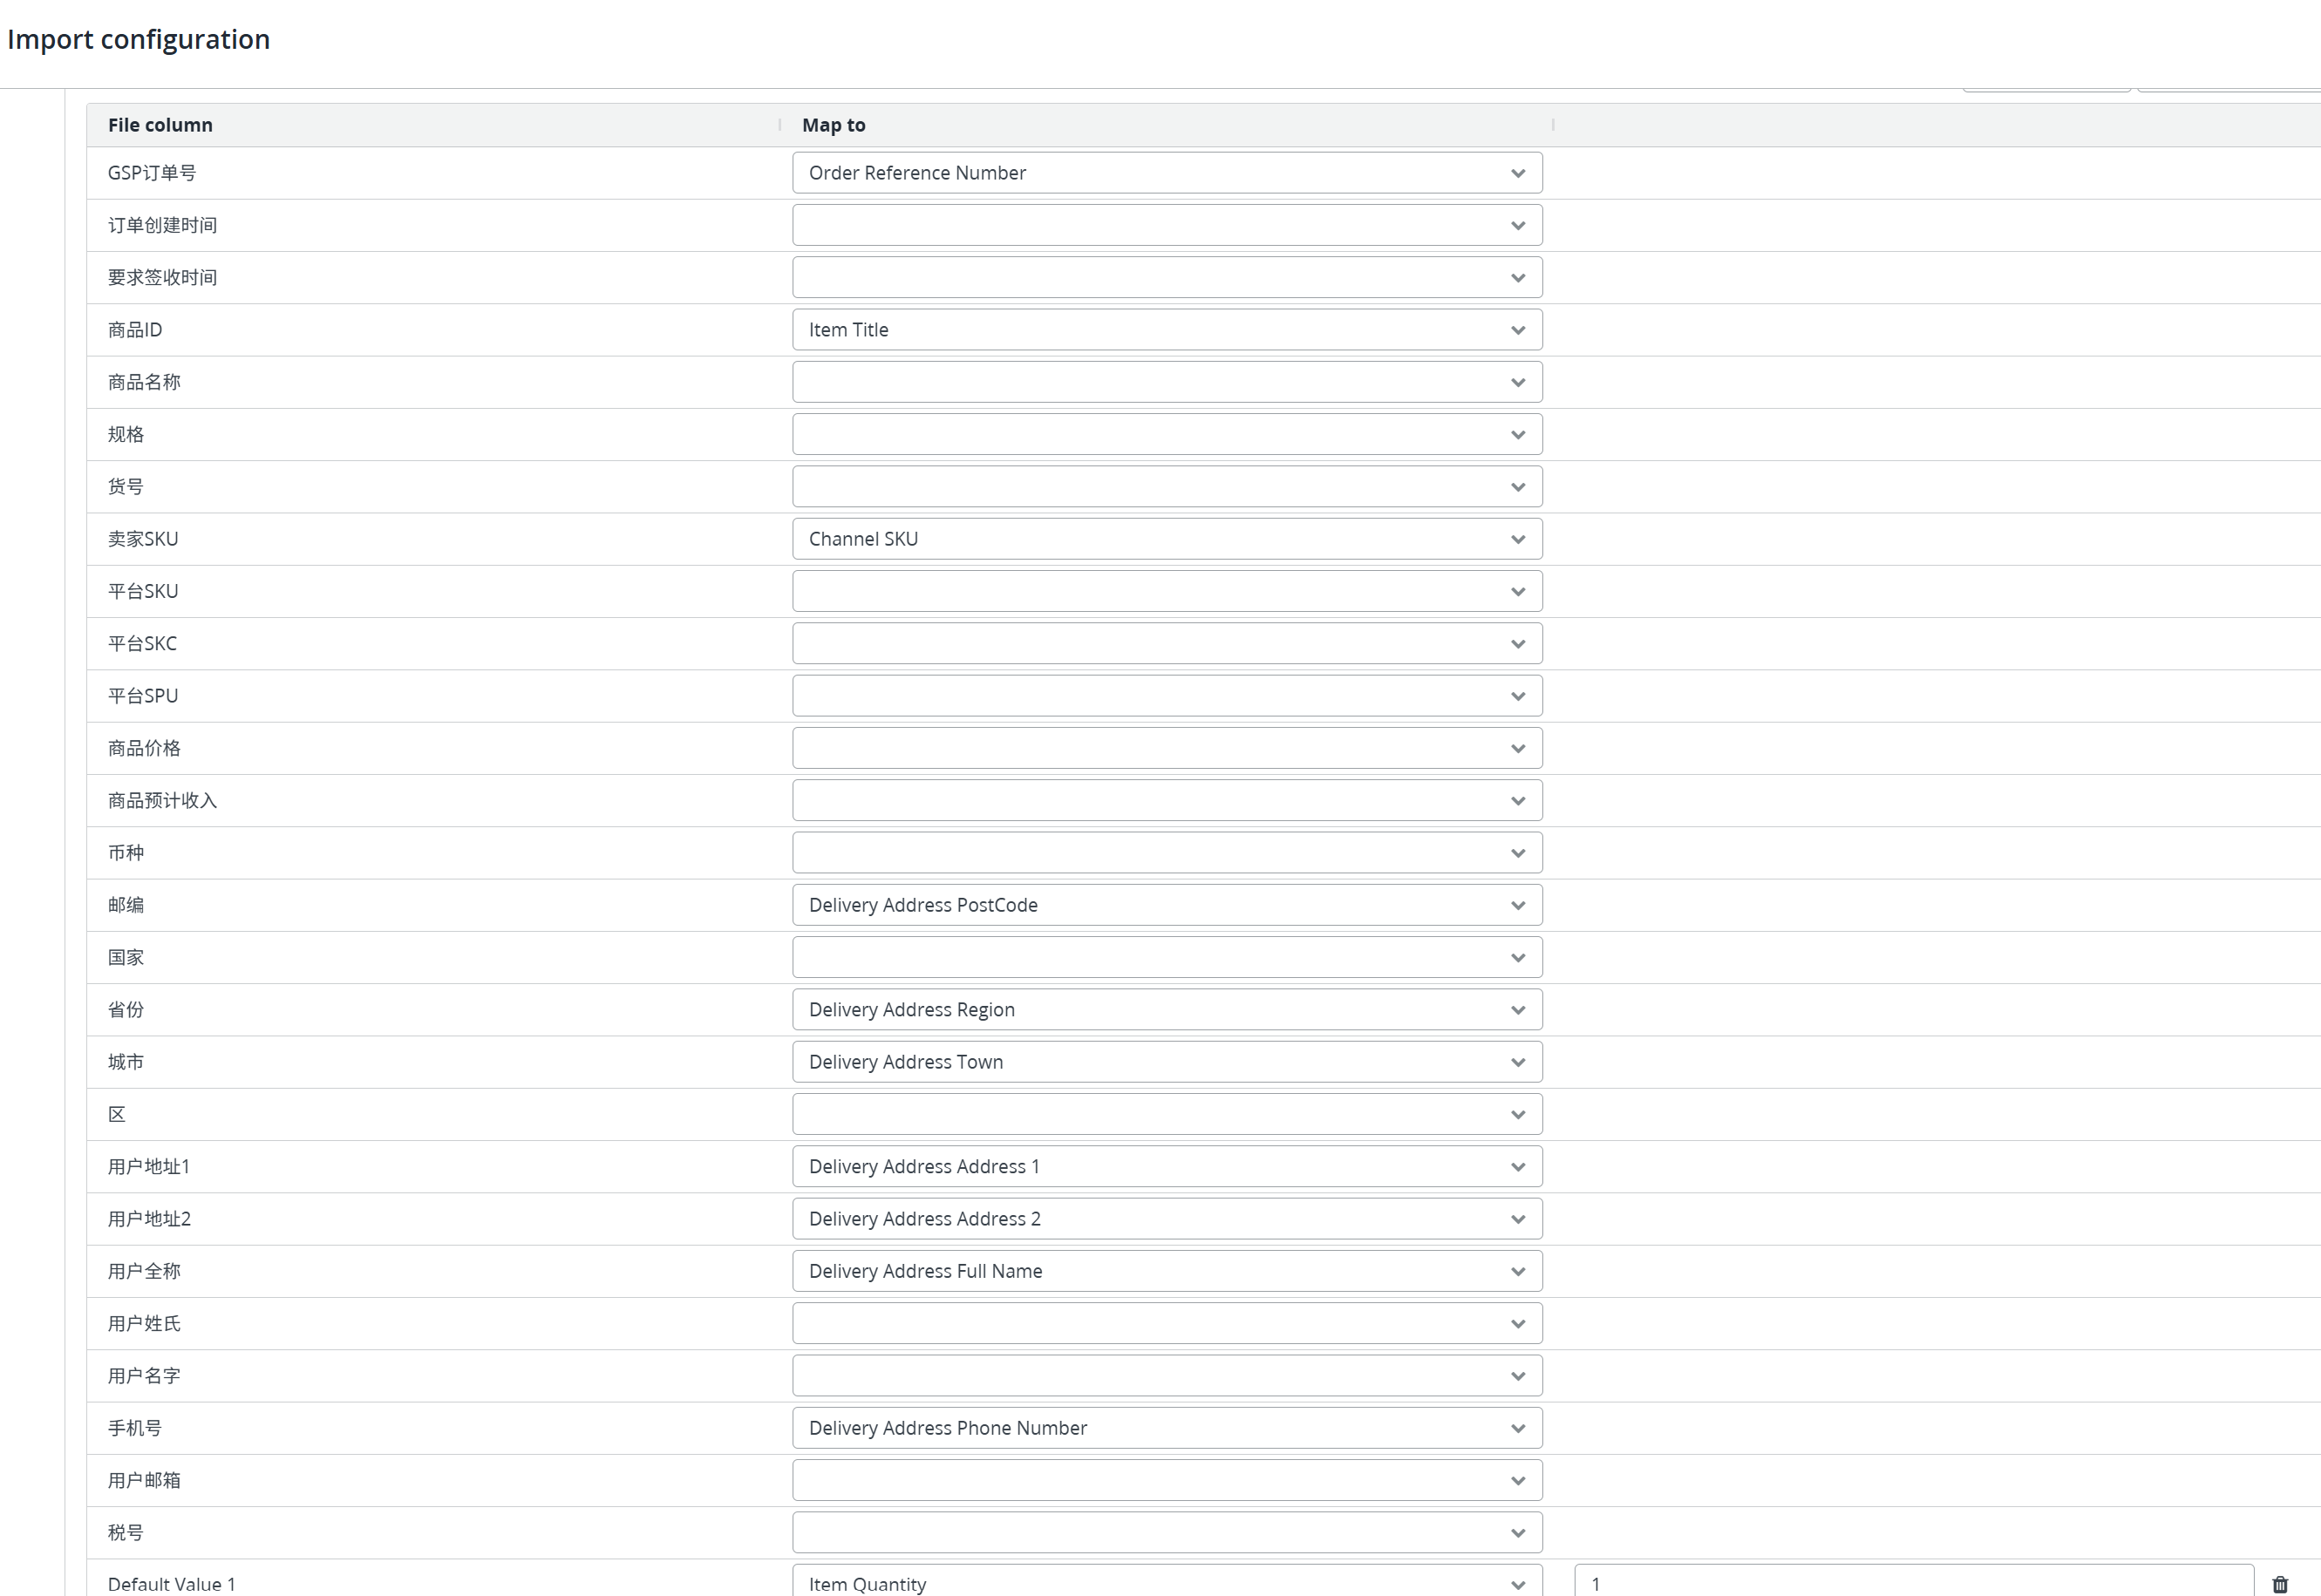 Import configuration
File column Map to
GSP订单号 Order Reference Number
订单创建时间
要求签收时间
商品ID Item Title
商品名称
规格
货号
卖家SKU Channel SKU
平台SKU
平台SKC
平台SPU
商品价格
商品预计收入
币种
邮编 Delivery Address PostCode
国家
省份 Delivery Address Region
城市 Delivery Address Town
区
用户地址1 Delivery Address Address 1
用户地址2 Delivery Address Address 2
用户全称 Delivery Address Full Name
用户姓氏
用户名字
手机号 Delivery Address Phone Number
用户邮箱
税号
Default Value 1 Item Quantity 1